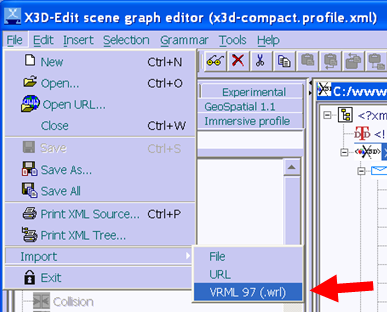 X3D-Edit scene graph editor (x3d-compact.profile.xml)
File Edit Insert Selection Grammar Tools Help
New Ctrl+N
Open... Ctrl+O
Open URL...
Close Ctrl+W
Save Ctrl+S
Save As...
Save All
Print XML Source... Ctrl+P
Print XML Tree...
Import
Exit
File
URL
VRML 97 (.wrl)
Experimental
GeoSpatial 1.1
Immersive profile
Collision
C:/www
<?xm
<!